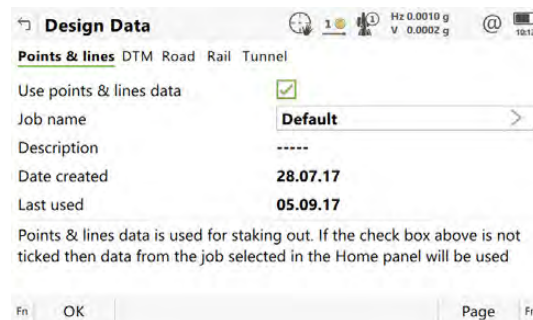 Design Data
1
1
Hz 0.0010 g
V 0.0002 g
@
Points & lines DTM Road Rail Tunnel
Use points & lines data
Job name Default
Description -----
Date created 28.07.17
Last used 05.09.17
Points & lines data is used for staking out. If the check box above is not
ticked then data from the job selected in the Home panel will be used
Fn OK Page